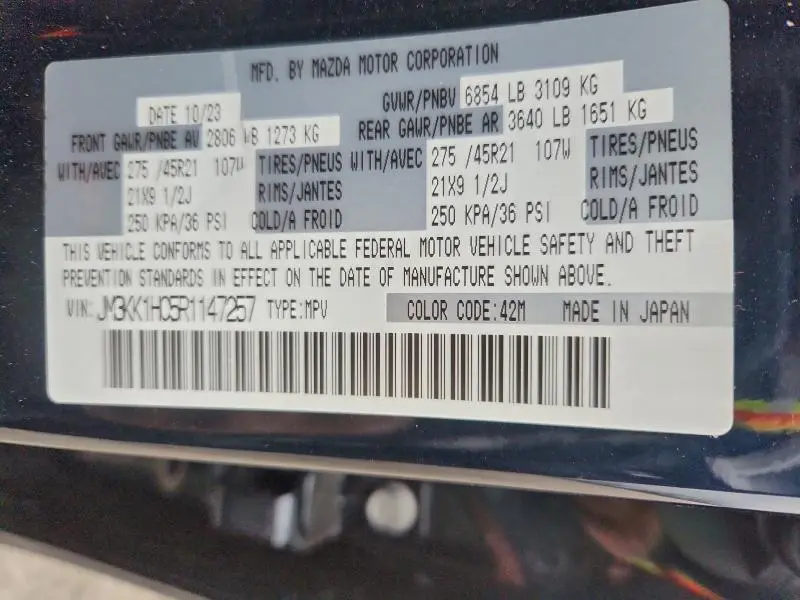 MFD. BY MAZDA MOTOR CORPORATION
DATE 10/23 GVWR/PNBV 6854 LB 3109 KG
FRONT GAWR/PNBE AV 2806 LB 1273 KG REAR GAWR/PNBE AR 3640 LB 1651 KG
WITH/AVEC 275 /45R21 107W TIRES/PNEUS WITH/AVEC 275 /45R21 107W TIRES/PNEUS
21X9 1/2J RIMS/JANTES 21X9 1/2J RIMS/JANTES
250 KPA/36 PSI COLD/A FROID 250 KPA/36 PSI COLD/A FROID
THIS VEHICLE CONFORMS TO ALL APPLICABLE FEDERAL MOTOR VEHICLE SAFETY AND THEFT
PREVENTION STANDARDS IN EFFECT ON THE DATE OF MANUFACTURE SHOWN ABOVE.
VIN: JM3KK1HC5R1147257 TYPE:MPV COLOR CODE:42M MADE IN JAPAN